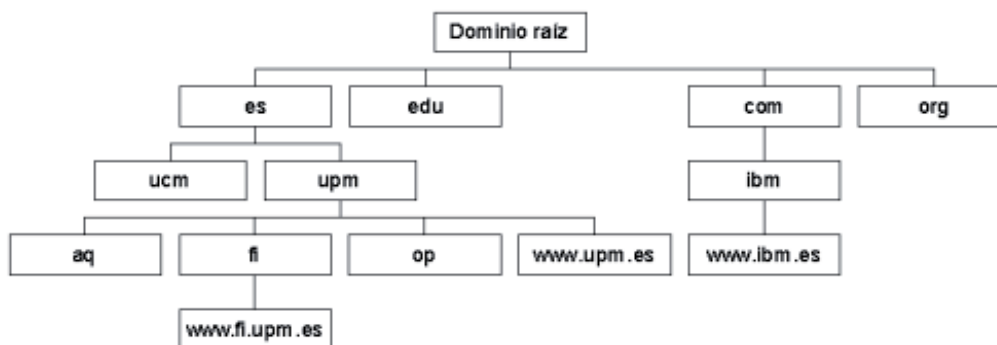 Dominio raíz
es
edu
com
org
ucm
upm
ibm
aq
fi
op
www.upm.es
www.ibm.es
www.fi.upm.es